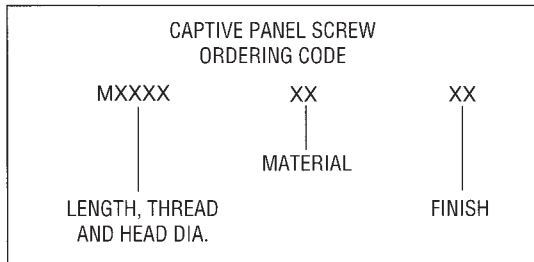 CAPTIVE PANEL SCREW
ORDERING CODE
MXXXX XX XX
MATERIAL
LENGTH, THREAD FINISH
AND HEAD DIA.